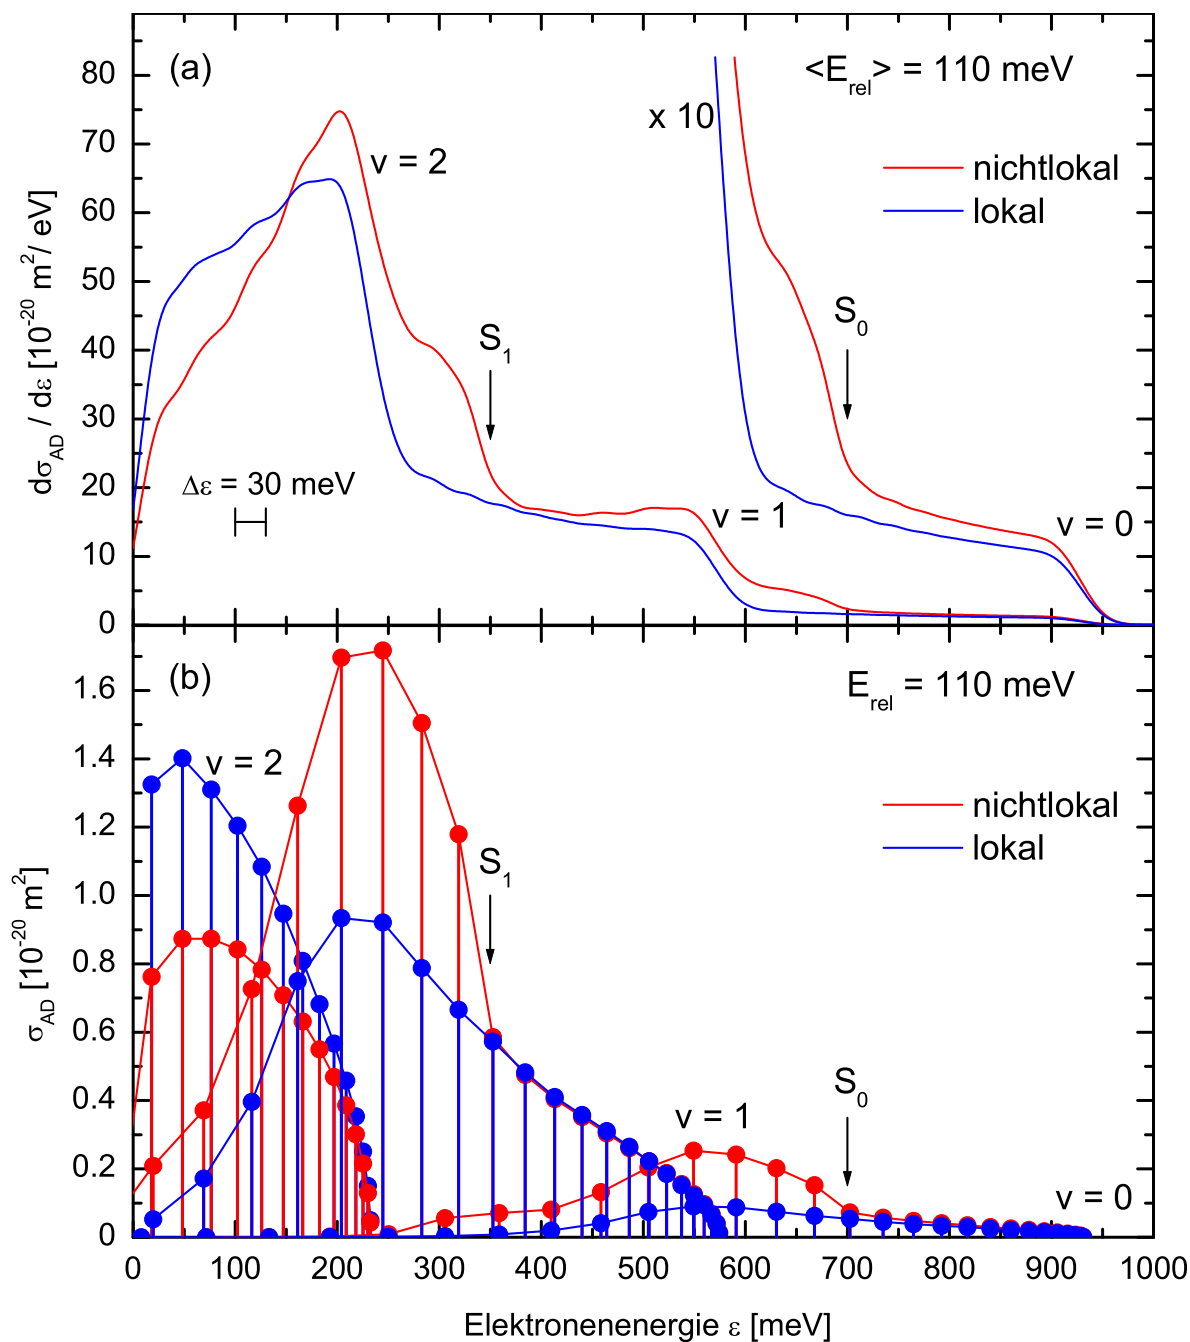 (a)
<E_rel> = 110 meV
x 10
v = 2
nichtlokal
lokal
S_0
S_1
Δε = 30 meV
v = 1
v = 0
dσ_AD / dε [10^-20 m^2/ eV]
80
70
60
50
40
30
20
10
0
(b)
E_rel = 110 meV
v = 2
nichtlokal
lokal
S_1
S_0
v = 1
v = 0
σ_AD [10^-20 m^2]
1.6
1.4
1.2
1.0
0.8
0.6
0.4
0.2
0
0 100 200 300 400 500 600 700 800 900 1000
Elektronenenergie ε [meV]